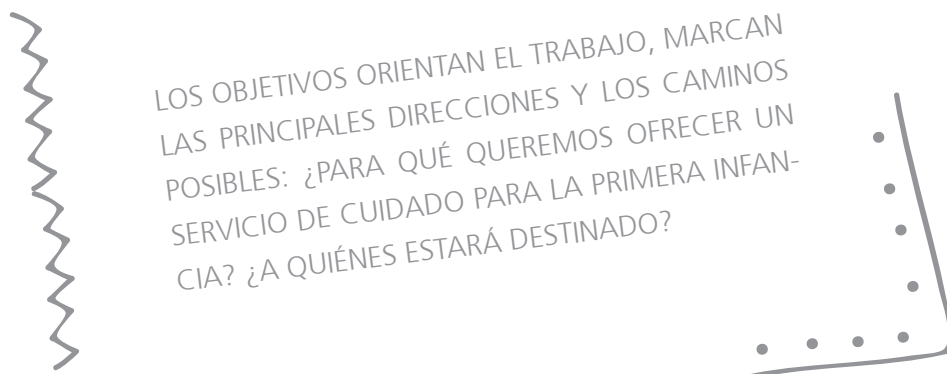 LOS OBJETIVOS ORIENTAN EL TRABAJO, MARCAN
LAS PRINCIPALES DIRECCIONES Y LOS CAMINOS
POSIBLES: ¿PARA QUÉ QUEREMOS OFRECER UN
SERVICIO DE CUIDADO PARA LA PRIMERA INFAN-
CIA? ¿A QUIÉNES ESTARÁ DESTINADO?